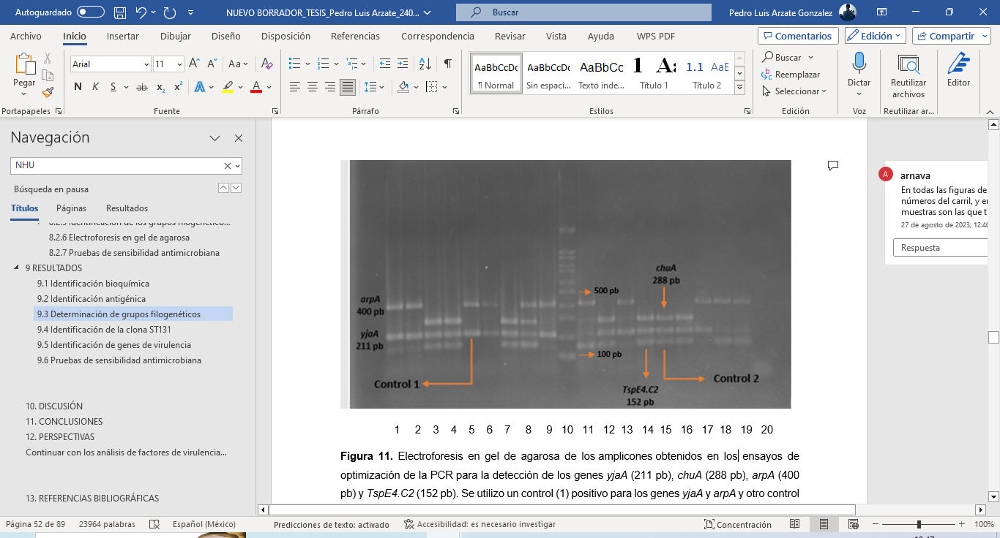 Autoguardado
NUEVO BORRADOR_TESIS_Pedro Luis Arzate_240...
Buscar
Pedro Luis Arzate Gonzalez
Archivo Inicio Insertar Dibujar Diseño Disposición Referencias Correspondencia Revisar Vista Ayuda WPS PDF
Comentarios Edición Compartir
Pegar
Portapapeles
Arial 11
Aa
N K S ab x₂ x² A A
Fuente
Párrafo
AaBbCcDc AaBbCcDc AaBbCc 1 A: 1.1 AaE
¶ Normal Sin espaci... Texto inde... Título 1 Título 2
Estilos
Buscar
Reemplazar
Seleccionar
Edición
Dictar
Voz
Reutilizar archivos
Reutilizar ar...
Editor
Navegación
NHU
Búsqueda en pausa
Títulos Páginas Resultados
8.2.5 Identificación de los grupos filogenético...
8.2.6 Electroforesis en gel de agarosa
8.2.7 Pruebas de sensibilidad antimicrobiana
9 RESULTADOS
9.1 Identificación bioquímica
9.2 Identificación antigénica
9.3 Determinación de grupos filogenéticos
9.4 Identificación de la clona ST131
9.5 Identificación de genes de virulencia
9.6 Pruebas de sensibilidad antimicrobiana
10. DISCUSIÓN
11. CONCLUSIONES
12. PERSPECTIVAS
Continuar con los análisis de factores de virulencia...
13. REFERENCIAS BIBLIOGRÁFICAS
chuA
288 pb
500 pb
arpA
400 pb
yjaA
211 pb
100 pb
Control 1
Control 2
TspE4.C2
152 pb
1 2 3 4 5 6 7 8 9 10 11 12 13 14 15 16 17 18 19 20
Figura 11. Electroforesis en gel de agarosa de los amplicones obtenidos en los ensayos de
optimización de la PCR para la detección de los genes yjaA (211 pb), chuA (288 pb), arpA (400
pb) y TspE4.C2 (152 pb). Se utilizo un control (1) positivo para los genes yjaA y arpA y otro control
A arnava
En todas las figuras de
números del carril, y e
muestras son las que t
27 de agosto de 2023, 12:40
Respuesta
Página 52 de 89 23964 palabras Español (México) Predicciones de texto: activado Accesibilidad: es necesario investigar Concentración 100%